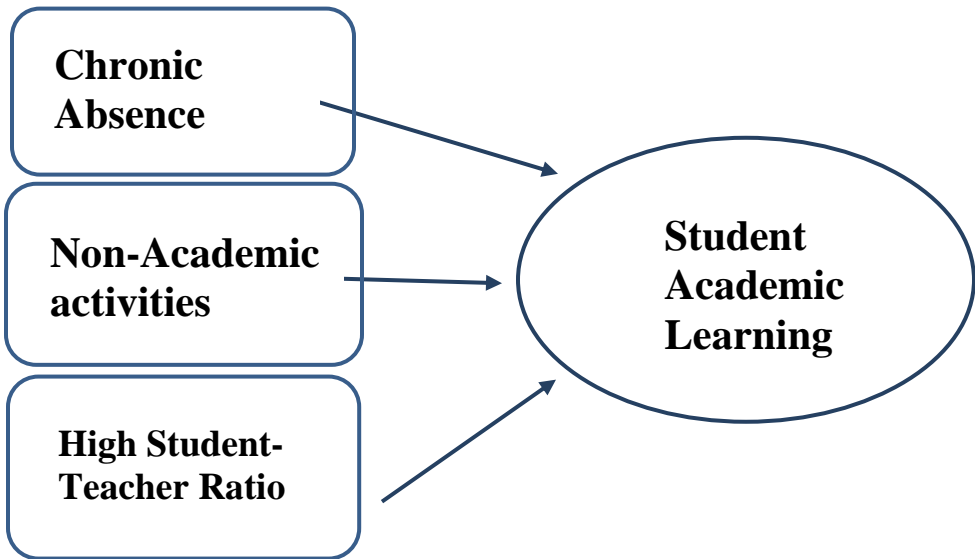 Chronic
Absence
Non-Academic
activities
High Student-
Teacher Ratio
Student
Academic
Learning